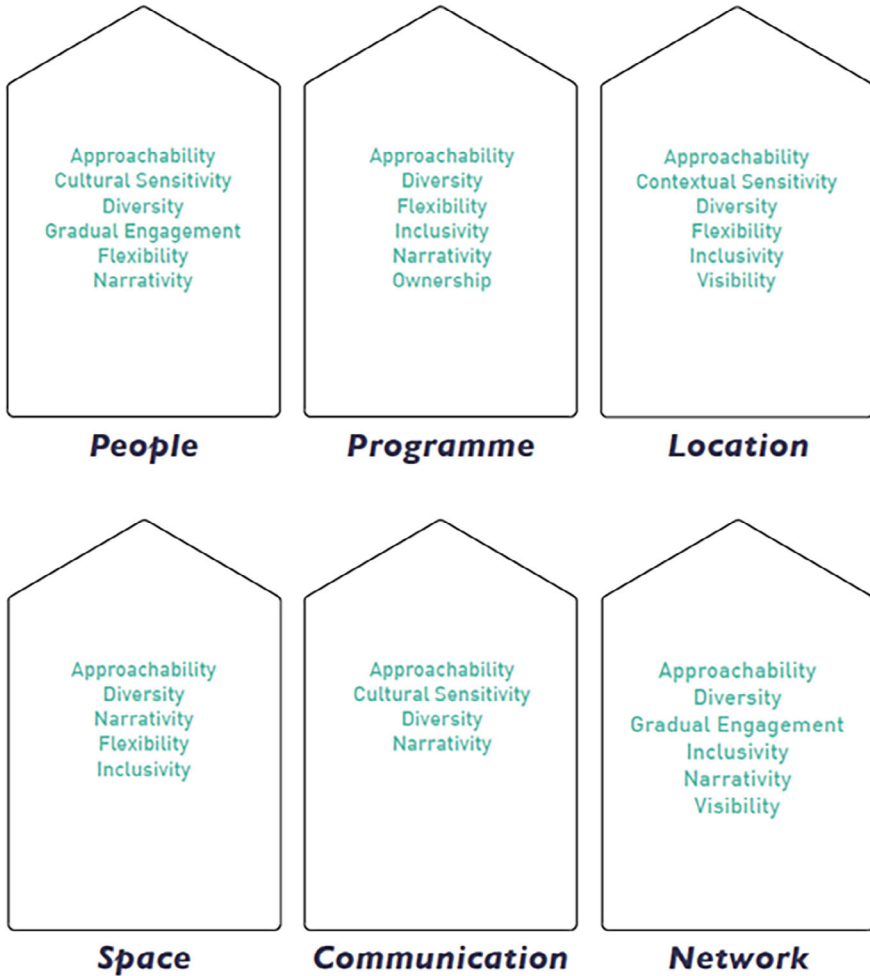 Approachability
Cultural Sensitivity
Diversity
Gradual Engagement
Flexibility
Narrativity
People
Approachability
Diversity
Flexibility
Inclusivity
Narrativity
Ownership
Programme
Approachability
Contextual Sensitivity
Diversity
Flexibility
Inclusivity
Visibility
Location
Approachability
Diversity
Narrativity
Flexibility
Inclusivity
Space
Approachability
Cultural Sensitivity
Diversity
Narrativity
Communication
Approachability
Diversity
Gradual Engagement
Inclusivity
Narrativity
Visibility
Network